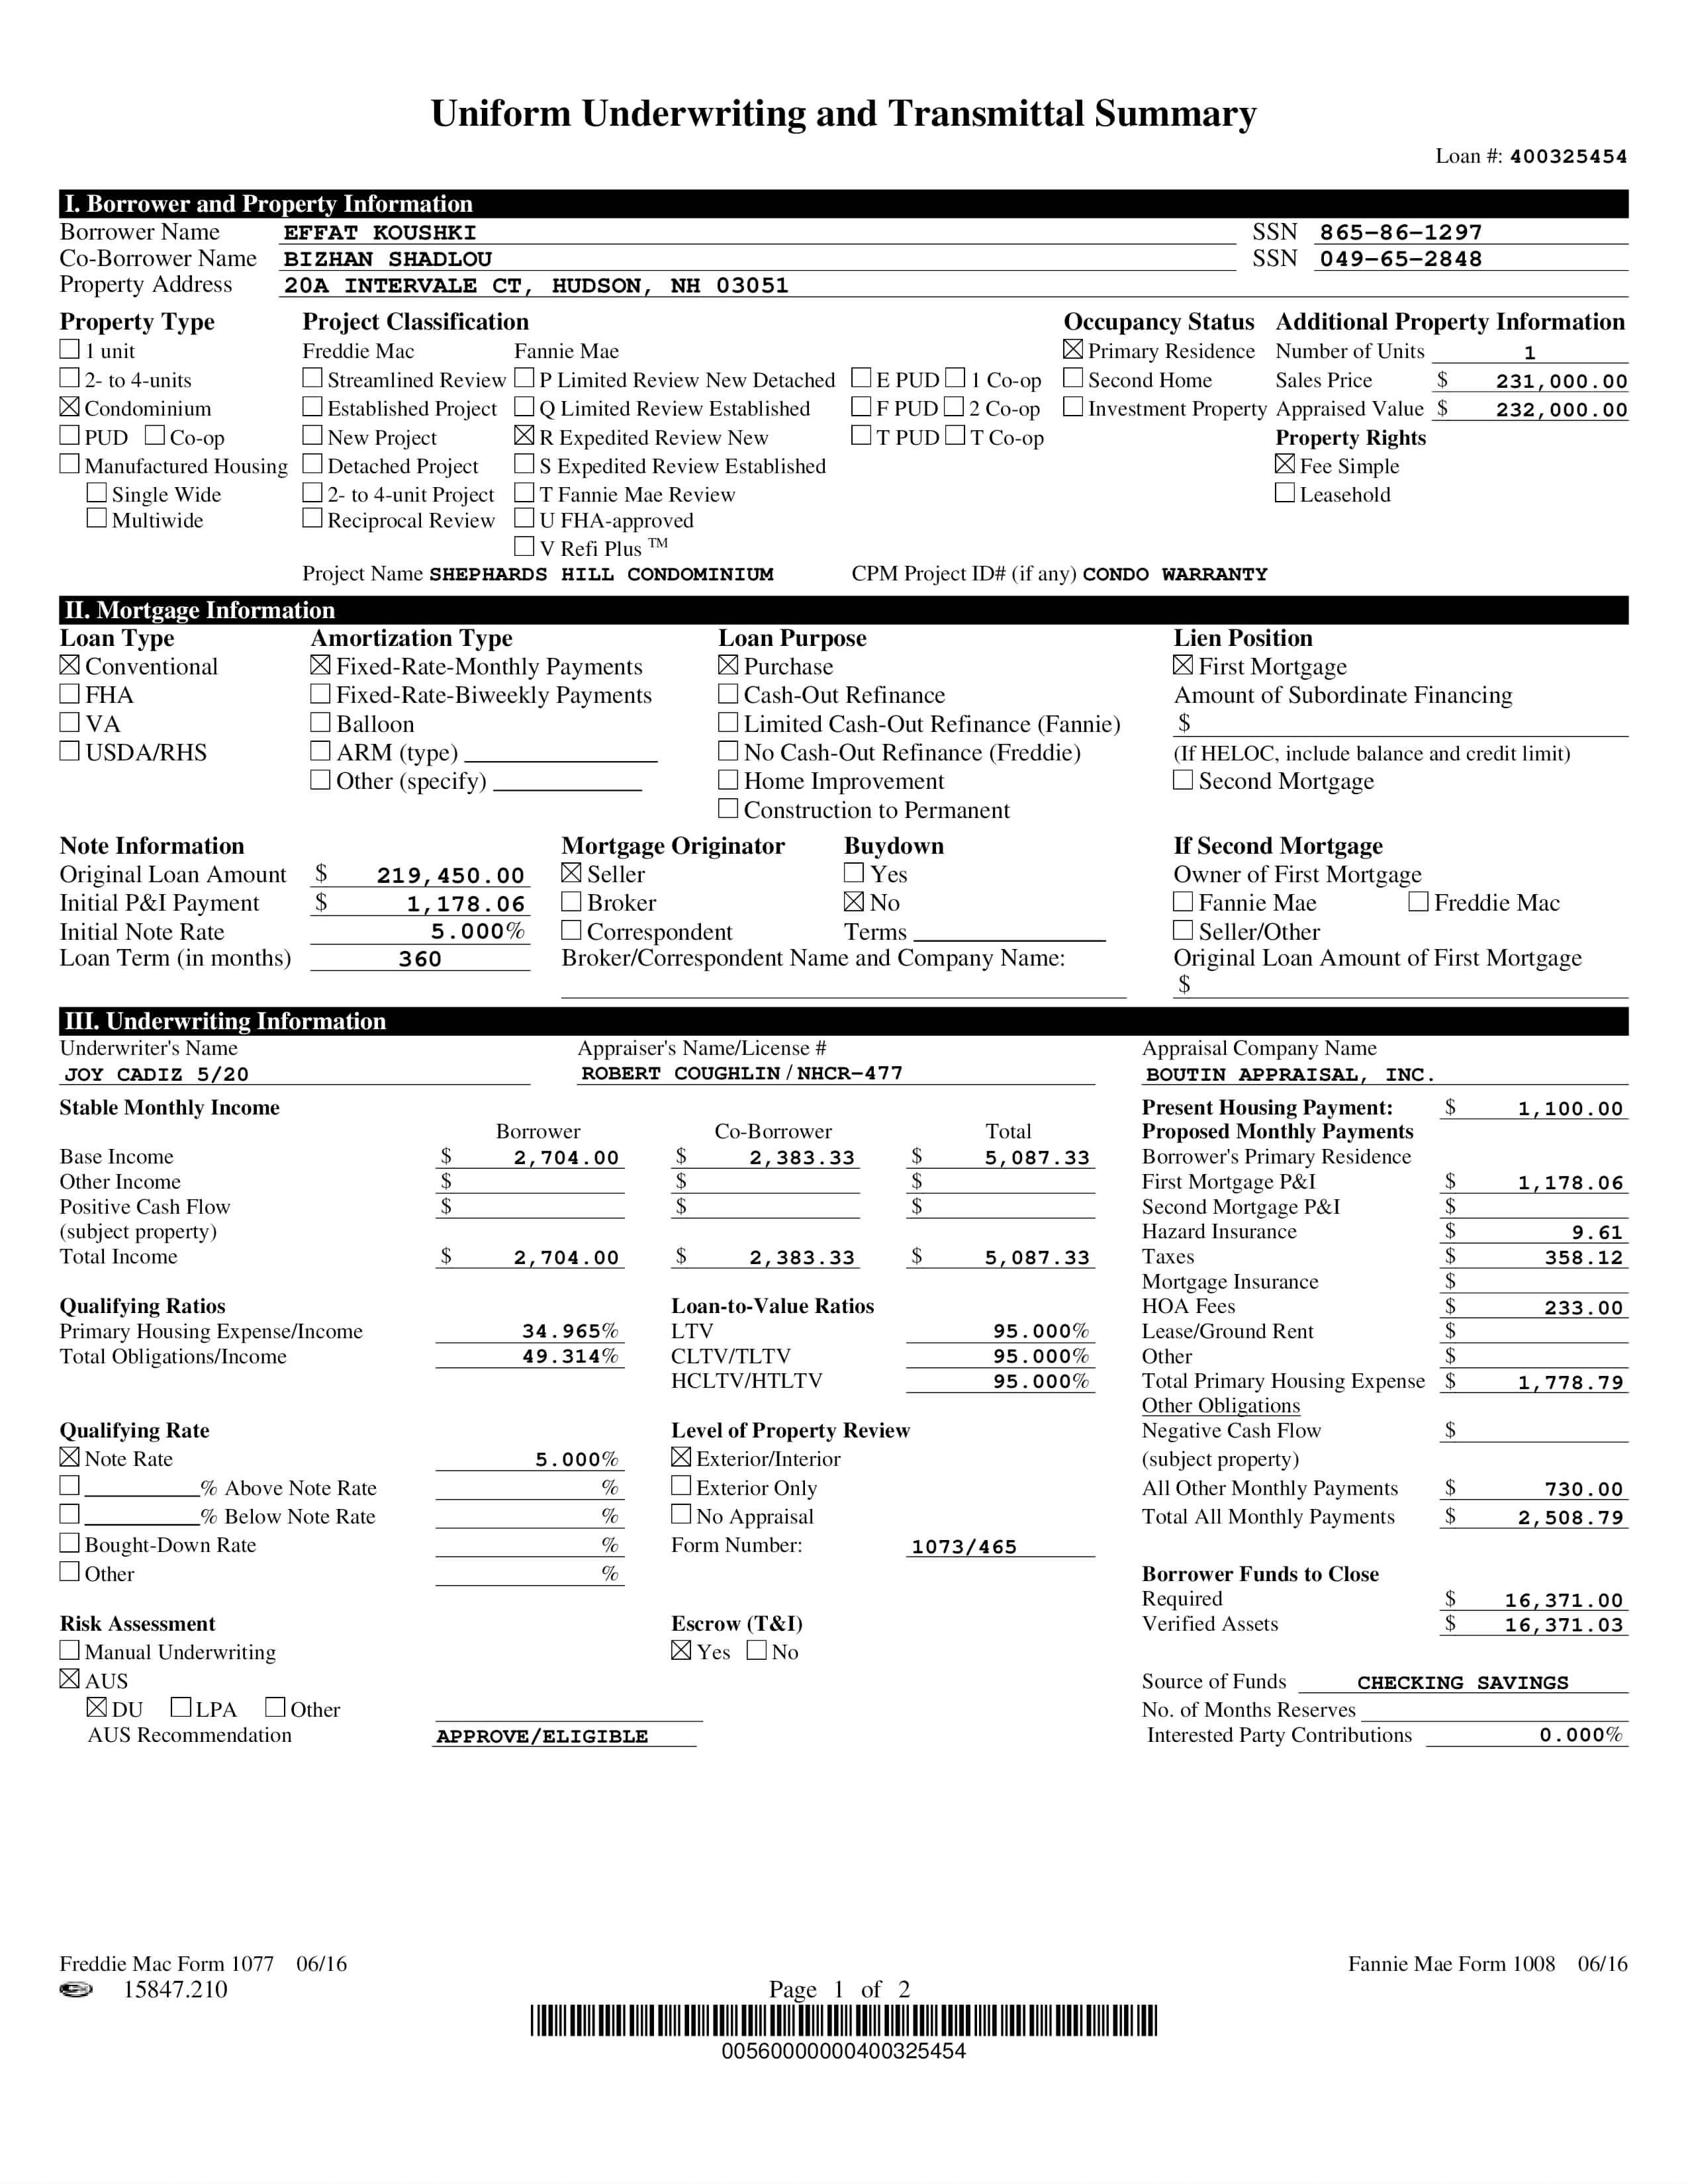 Uniform Underwriting and Transmittal Summary
Loan #: 400325454
I. Borrower and Property Information
Borrower Name EFFAT KOUSHKI SSN 865-86-1297
Co-Borrower Name BIZHAN SHADLOU SSN 049-65-2848
Property Address 20A INTERVALE CT, HUDSON, NH 03051
Property Type Project Classification Occupancy Status Additional Property Information
☐ 1 unit Freddie Mac Fannie Mae ☒ Primary Residence Number of Units 1
☐ 2- to 4-units ☐ Streamlined Review ☐ P Limited Review New Detached ☐ E PUD ☐ 1 Co-op ☐ Second Home Sales Price $ 231,000.00
☒ Condominium ☐ Established Project ☐ Q Limited Review Established ☐ F PUD ☐ 2 Co-op ☐ Investment Property Appraised Value $ 232,000.00
☐ PUD ☐ Co-op ☐ New Project ☒ R Expedited Review New ☐ T PUD ☐ T Co-op Property Rights
☐ Manufactured Housing ☐ Detached Project ☐ S Expedited Review Established ☒ Fee Simple
☐ Single Wide ☐ 2- to 4-unit Project ☐ T Fannie Mae Review ☐ Leasehold
☐ Multiwide ☐ Reciprocal Review ☐ U FHA-approved
☐ V Refi Plus TM
Project Name SHEPHARDS HILL CONDOMINIUM CPM Project ID# (if any) CONDO WARRANTY
II. Mortgage Information
Loan Type Amortization Type Loan Purpose Lien Position
☒ Conventional ☒ Fixed-Rate-Monthly Payments ☒ Purchase ☒ First Mortgage
☐ FHA ☐ Fixed-Rate-Biweekly Payments ☐ Cash-Out Refinance Amount of Subordinate Financing
☐ VA ☐ Balloon ☐ Limited Cash-Out Refinance (Fannie) $
☐ USDA/RHS ☐ ARM (type) ☐ No Cash-Out Refinance (Freddie) (If HELOC, include balance and credit limit)
☐ Other (specify) ☐ Home Improvement ☐ Second Mortgage
☐ Construction to Permanent
Note Information Mortgage Originator Buydown If Second Mortgage
Original Loan Amount $ 219,450.00 ☒ Seller ☐ Yes Owner of First Mortgage
Initial P&I Payment $ 1,178.06 ☐ Broker ☒ No ☐ Fannie Mae ☐ Freddie Mac
Initial Note Rate 5.000% ☐ Correspondent Terms ☐ Seller/Other
Loan Term (in months) 360 Broker/Correspondent Name and Company Name: Original Loan Amount of First Mortgage
$
III. Underwriting Information
Underwriter's Name Appraiser's Name/License # Appraisal Company Name
JOY CADIZ 5/20 ROBERT COUGHLIN / NHCR-477 BOUTIN APPRAISAL, INC.
Stable Monthly Income Present Housing Payment: $ 1,100.00
Borrower Co-Borrower Total Proposed Monthly Payments
Base Income $ 2,704.00 $ 2,383.33 $ 5,087.33 Borrower's Primary Residence
Other Income $ $ $ First Mortgage P&I $ 1,178.06
Positive Cash Flow $ $ $ Second Mortgage P&I $
(subject property) Hazard Insurance $ 9.61
Total Income $ 2,704.00 $ 2,383.33 $ 5,087.33 Taxes $ 358.12
Mortgage Insurance $
Qualifying Ratios Loan-to-Value Ratios HOA Fees $ 233.00
Primary Housing Expense/Income 34.965% LTV 95.000% Lease/Ground Rent $
Total Obligations/Income 49.314% CLTV/TLTV 95.000% Other $
HCLTV/HTLTV 95.000% Total Primary Housing Expense $ 1,778.79
Other Obligations
Qualifying Rate Level of Property Review Negative Cash Flow $
☒ Note Rate 5.000% ☒ Exterior/Interior (subject property)
☐ % Above Note Rate % ☐ Exterior Only All Other Monthly Payments $ 730.00
☐ % Below Note Rate % ☐ No Appraisal Total All Monthly Payments $ 2,508.79
☐ Bought-Down Rate % Form Number: 1073/465
☐ Other % Borrower Funds to Close
Required $ 16,371.00
Risk Assessment Escrow (T&I) Verified Assets $ 16,371.03
☐ Manual Underwriting ☒ Yes ☐ No
☒ AUS Source of Funds CHECKING SAVINGS
☒ DU ☐ LPA ☐ Other No. of Months Reserves
AUS Recommendation APPROVE/ELIGIBLE Interested Party Contributions 0.000%
Freddie Mac Form 1077 06/16 Fannie Mae Form 1008 06/16
15847.210 Page 1 of 2
00560000000400325454